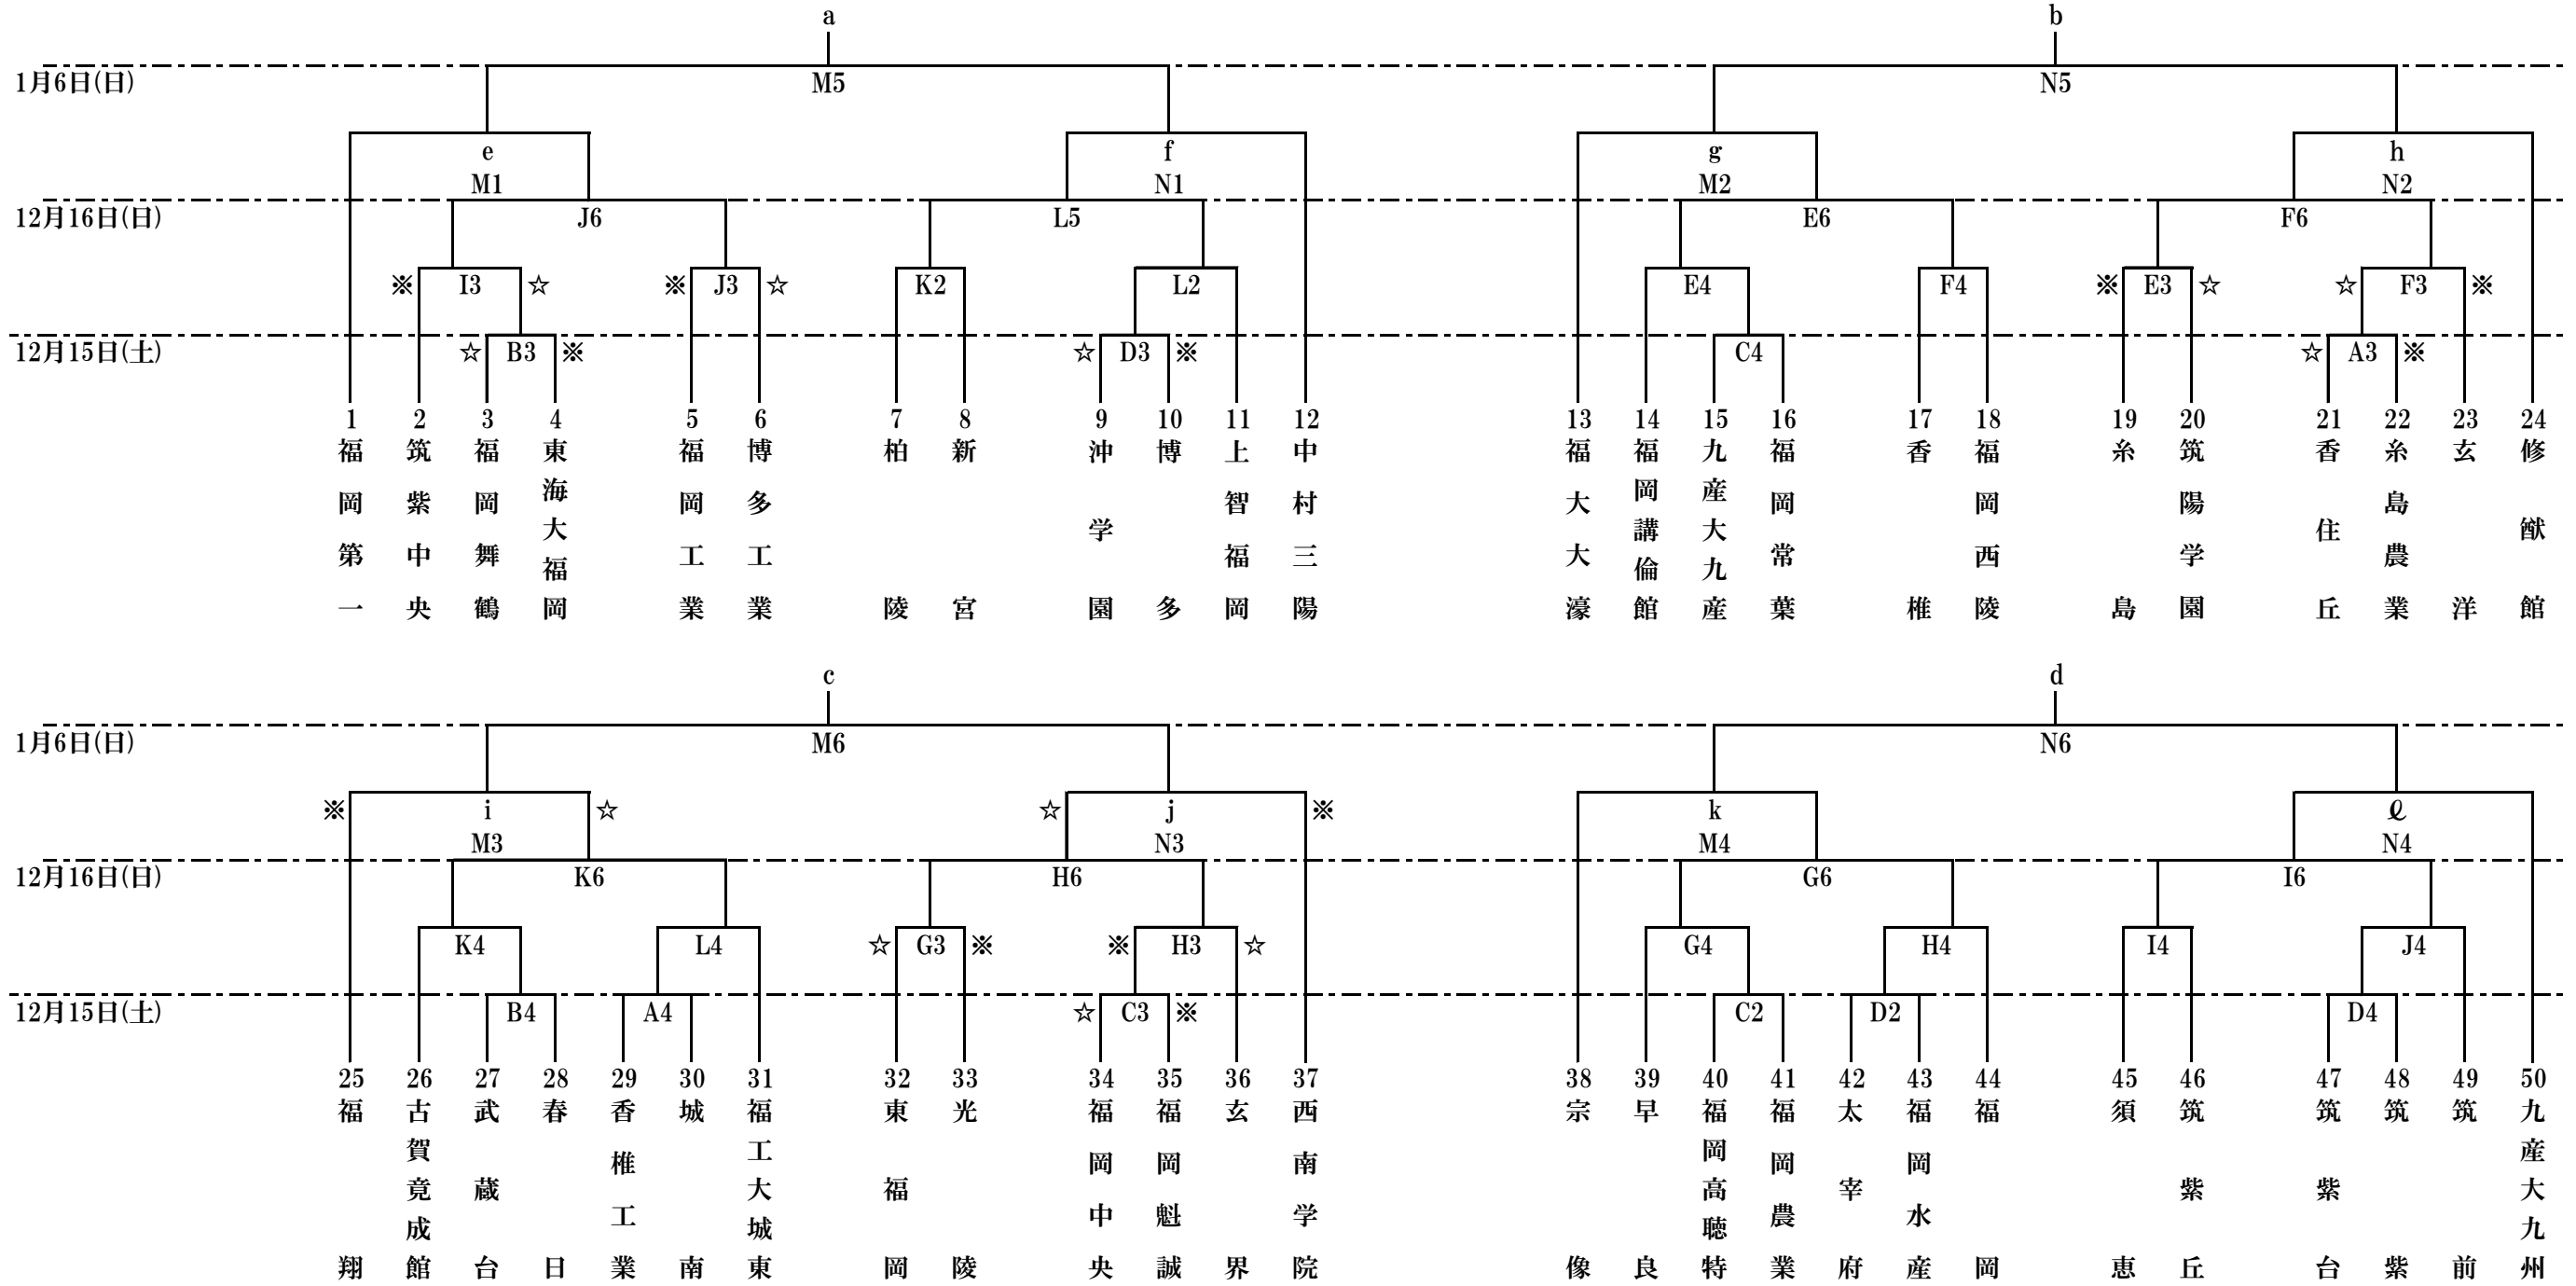 a b
1月6日(日) M5 N5
e f g h
M1 N1 M2 N2
12月16日(日) J6 L5 E6 F6
※ I3 ☆ ※ J3 ☆ K2 L2 E4 F4 ※ E3 ☆ ☆ F3 ※
12月15日(土) ☆ B3 ※ ☆ D3 ※ C4 ☆ A3 ※
1 2 3 4 5 6 7 8 9 10 11 12 13 14 15 16 17 18 19 20 21 22 23 24
福岡第一
筑紫中央
福岡舞鶴
東海大福岡
福岡工業
博多工業
柏陵
新宮
沖学園
博多
上智福岡
中村三陽
福大大濠
福岡講倫館
九産大九産
福岡常葉
香椎
福岡西陵
糸島
筑陽学園
香住丘
糸島農業
玄洋
修猷館
c d
1月6日(日) M6 N6
※ i ☆ ☆ j ※ k ℓ
M3 N3 M4 N4
12月16日(日) K6 H6 G6 I6
K4 L4 ☆ G3 ※ ※ H3 ☆ G4 H4 I4 J4
12月15日(土) B4 A4 ☆ C3 ※ C2 D2 D4
25 26 27 28 29 30 31 32 33 34 35 36 37 38 39 40 41 42 43 44 45 46 47 48 49 50
福翔
古賀竟成館
武蔵台
春日
香椎工業
城南
福工大城東
東福岡
光陵
福岡中央
福岡魁誠
玄界
西南学院
宗像
早良
福岡高聴特
福岡農業
太宰府
福岡水産
福岡
須恵
筑紫丘
筑紫台
筑紫
筑前
九産大九州